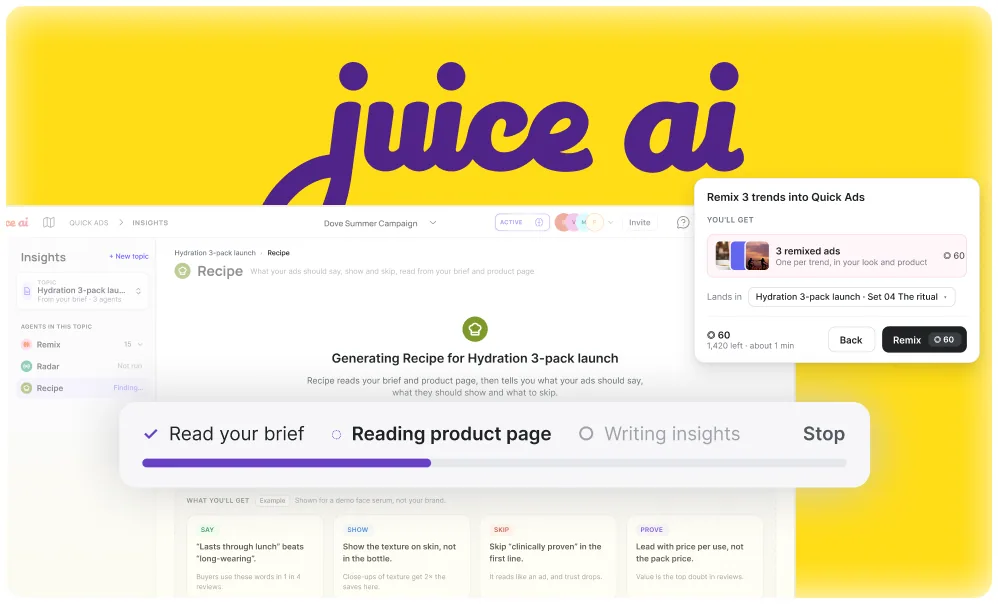 juice ai
Remix 3 trends into Quick Ads
YOU'LL GET
3 remixed ads
One per trend, in your look and product
60
Lands in
Hydration 3-pack launch · Set 04 The ritual
60
1,420 left · about 1 min
Back
Remix
60
ce ai
QUICK ADS > INSIGHTS
Dove Summer Campaign
ACTIVE
Invite
Insights
+ New topic
TOPIC
Hydration 3-pack lau...
From your brief · 3 agents
AGENTS IN THIS TOPIC
Remix 15
Radar Not run
Recipe Finding...
Hydration 3-pack launch · Recipe
Recipe What your ads should say, show and skip, read from your brief and product page
Generating Recipe for Hydration 3-pack launch
Recipe reads your brief and product page, then tells you what your ads should say,
what they should show and what to skip.
Read your brief
Reading product page
Writing insights
Stop
WHAT YOU'LL GET Example Shown for a demo face serum, not your brand.
SAY
"Lasts through lunch" beats
"long-wearing".
Buyers use these words in 1 in 4
reviews.
SHOW
Show the texture on skin, not
in the bottle.
Close-ups of texture get 2× the
saves here.
SKIP
Skip "clinically proven" in the
first line.
It reads like an ad, and trust drops.
PROVE
Lead with price per use, not
the pack price.
Value is the top doubt in reviews.